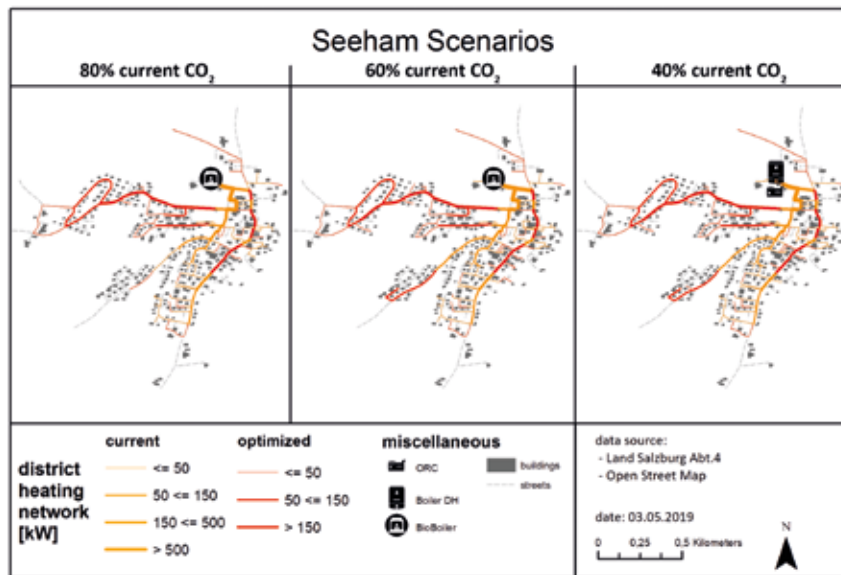 Seeham Scenarios
80% current CO₂
60% current CO₂
40% current CO₂
district
heating
network
[kW]
current
<= 50
50 <= 150
150 <= 500
> 500
optimized
<= 50
50 <= 150
> 150
miscellaneous
ORC
Boiler DH
BioBoiler
buildings
streets
data source:
- Land Salzburg Abt.4
- Open Street Map
date: 03.05.2019
0 0,25 0,5 Kilometers
N